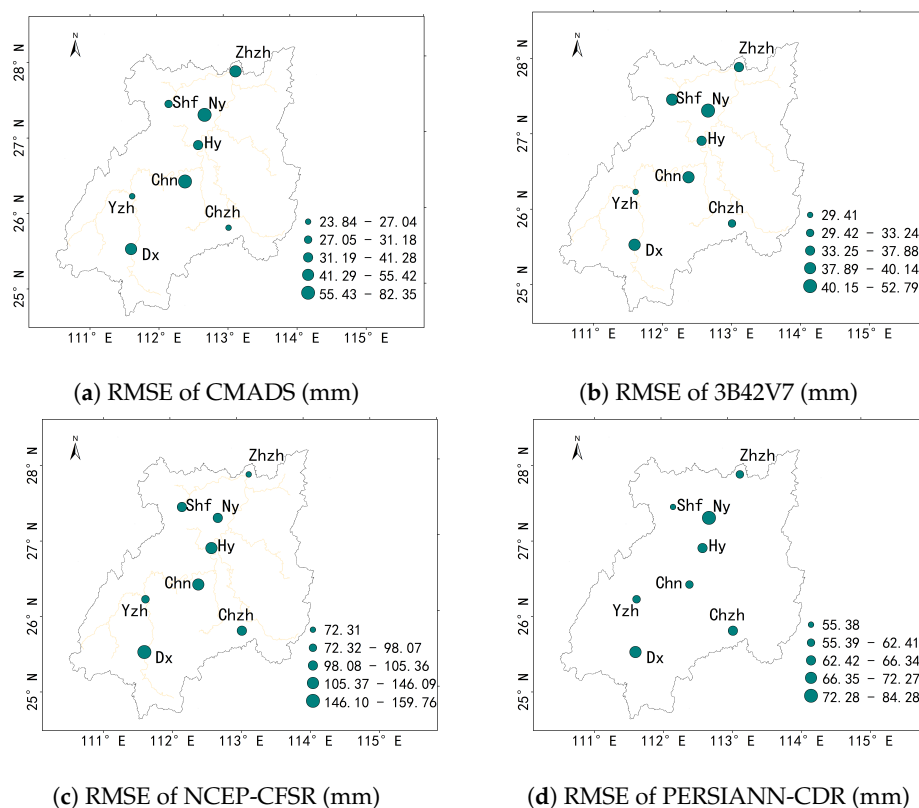 N
N
28° N
27° N
26° N
25° N
Zhzh
Shf
Ny
Hy
Chn
Yzh
Chzh
Dx
23.84 - 27.04
27.05 - 31.18
31.19 - 41.28
41.29 - 55.42
55.43 - 82.35
111° E 112° E 113° E 114° E 115° E
28° N
27° N
26° N
25° N
Zhzh
Shf
Ny
Hy
Chn
Yzh
Chzh
Dx
29.41
29.42 - 33.24
33.25 - 37.88
37.89 - 40.14
40.15 - 52.79
111° E 112° E 113° E 114° E 115° E
(a) RMSE of CMADS (mm)
(b) RMSE of 3B42V7 (mm)
N
N
28° N
27° N
26° N
25° N
Zhzh
Shf
Ny
Hy
Chn
Yzh
Chzh
Dx
72.31
72.32 - 98.07
98.08 - 105.36
105.37 - 146.09
146.10 - 159.76
111° E 112° E 113° E 114° E 115° E
28° N
27° N
26° N
25° N
Zhzh
Shf
Ny
Hy
Chn
Yzh
Chzh
Dx
55.38
55.39 - 62.41
62.42 - 66.34
66.35 - 72.27
72.28 - 84.28
111° E 112° E 113° E 114° E 115° E
(c) RMSE of NCEP-CFSR (mm)
(d) RMSE of PERSIANN-CDR (mm)